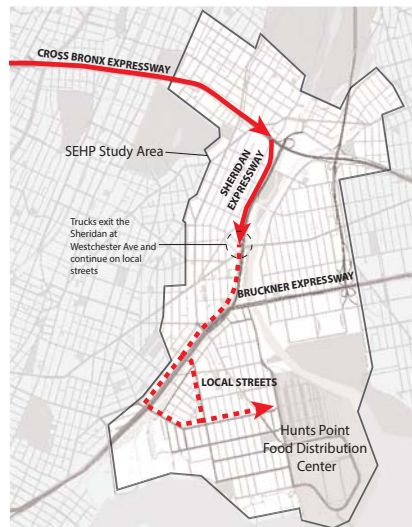 CROSS BRONX EXPRESSWAY
SEHP Study Area
SHERIDAN
EXPRESSWAY
Trucks exit the
Sheridan at
Westchester Ave and
continue on local
streets
BRUCKNER EXPRESSWAY
LOCAL STREETS
Hunts Point
Food Distribution
Center